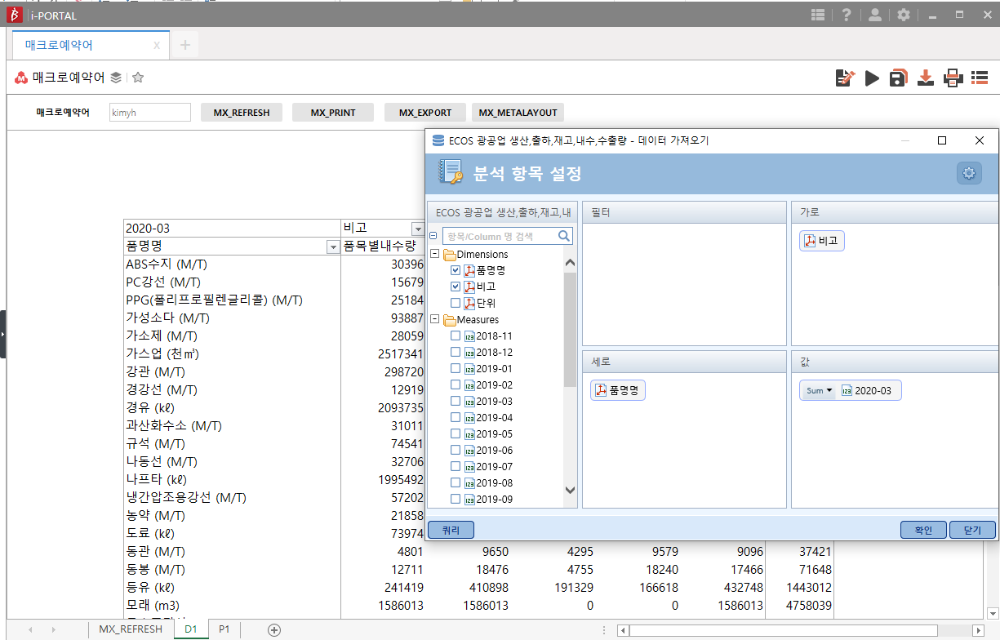 i-PORTAL
매크로예약어 x
매크로예약어
매크로예약어 kimyh MX_REFRESH MX_PRINT MX_EXPORT MX_METALAYOUT
ECOS 광공업 생산,출하,재고,내수,수출량 - 데이터 가져오기
분석 항목 설정
ECOS 광공업 생산,출하,재고,내
항목/Column 명 검색
Dimensions
품명명
비고
단위
Measures
2018-11
2018-12
2019-01
2019-02
2019-03
2019-04
2019-05
2019-06
2019-07
2019-08
2019-09
필터
가로
비고
세로
품명명
값
Sum 2020-03
쿼리 확인 닫기
2020-03 비고
품명명 품목별내수량
ABS수지 (M/T) 30396
PC강선 (M/T) 15679
PPG(폴리프로필렌글리콜) (M/T) 25184
가성소다 (M/T) 93887
가소제 (M/T) 28059
가스업 (천㎥) 2517341
강관 (M/T) 298720
경강선 (M/T) 12919
경유 (kℓ) 2093735
과산화수소 (M/T) 31011
규석 (M/T) 74541
나동선 (M/T) 32706
나프타 (kℓ) 1995492
냉간압조용강선 (M/T) 57202
농약 (M/T) 21858
도료 (kℓ) 73974
동관 (M/T) 4801 9650 4295 9579 9096 37421
동봉 (M/T) 12711 18476 4755 18240 17466 71648
등유 (kℓ) 241419 410898 191329 166618 432748 1443012
모래 (m3) 1586013 1586013 0 0 1586013 4758039
MX_REFRESH D1 P1